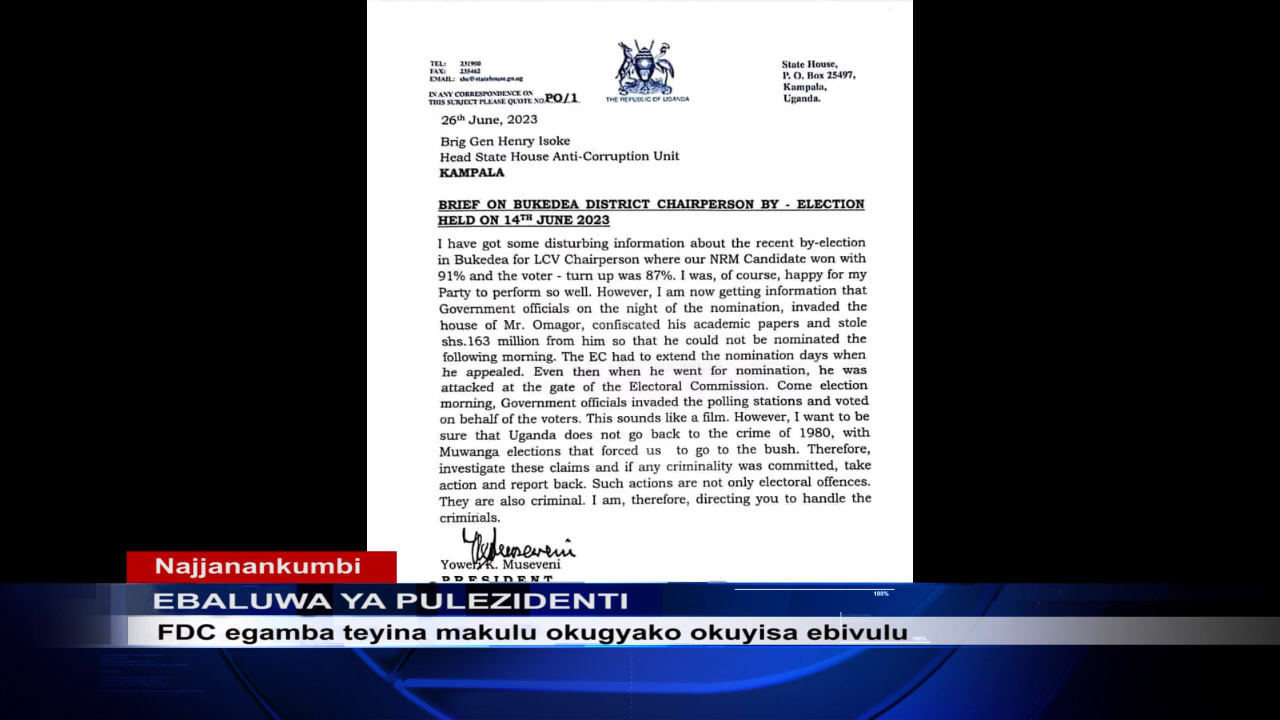 TEL: 231900
FAX: 235462
EMAIL: shc@statehouse.go.ug
IN ANY CORRESPONDENCE ON
THIS SUBJECT PLEASE QUOTE NO. PO/1
THE REPUBLIC OF UGANDA
State House,
P. O. Box 25497,
Kampala,
Uganda.
26th June, 2023
Brig Gen Henry Isoke
Head State House Anti-Corruption Unit
KAMPALA
BRIEF ON BUKEDEA DISTRICT CHAIRPERSON BY - ELECTION
HELD ON 14TH JUNE 2023
I have got some disturbing information about the recent by-election
in Bukedea for LCV Chairperson where our NRM Candidate won with
91% and the voter - turn up was 87%. I was, of course, happy for my
Party to perform so well. However, I am now getting information that
Government officials on the night of the nomination, invaded the
house of Mr. Omagor, confiscated his academic papers and stole
shs.163 million from him so that he could not be nominated the
following morning. The EC had to extend the nomination days when
he appealed. Even then when he went for nomination, he was
attacked at the gate of the Electoral Commission. Come election
morning, Government officials invaded the polling stations and voted
on behalf of the voters. This sounds like a film. However, I want to be
sure that Uganda does not go back to the crime of 1980, with
Muwanga elections that forced us to go to the bush. Therefore,
investigate these claims and if any criminality was committed, take
action and report back. Such actions are not only electoral offences.
They are also criminal. I am, therefore, directing you to handle the
criminals.
Yoweri K. Museveni
PRESIDENT
Najjanankumbi
100%
EBALUWA YA PULEZIDENTI
FDC egamba teyina makulu okugyako okuyisa ebivulu
100%